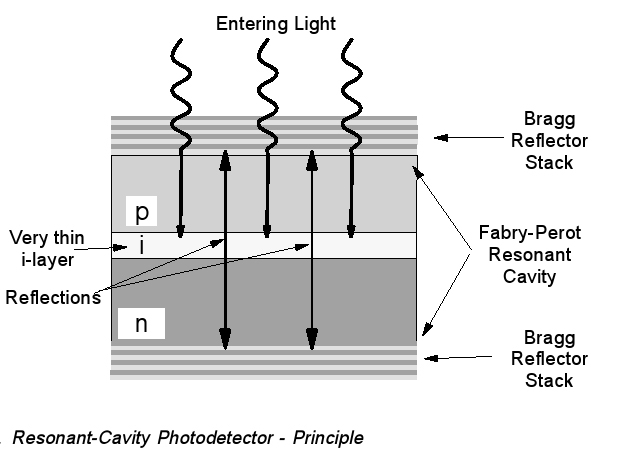 Entering Light
Bragg
Reflector
Stack
p
Very thin
i-layer
i
Fabry-Perot
Resonant
Cavity
Reflections
n
Bragg
Reflector
Stack
. Resonant-Cavity Photodetector - Principle